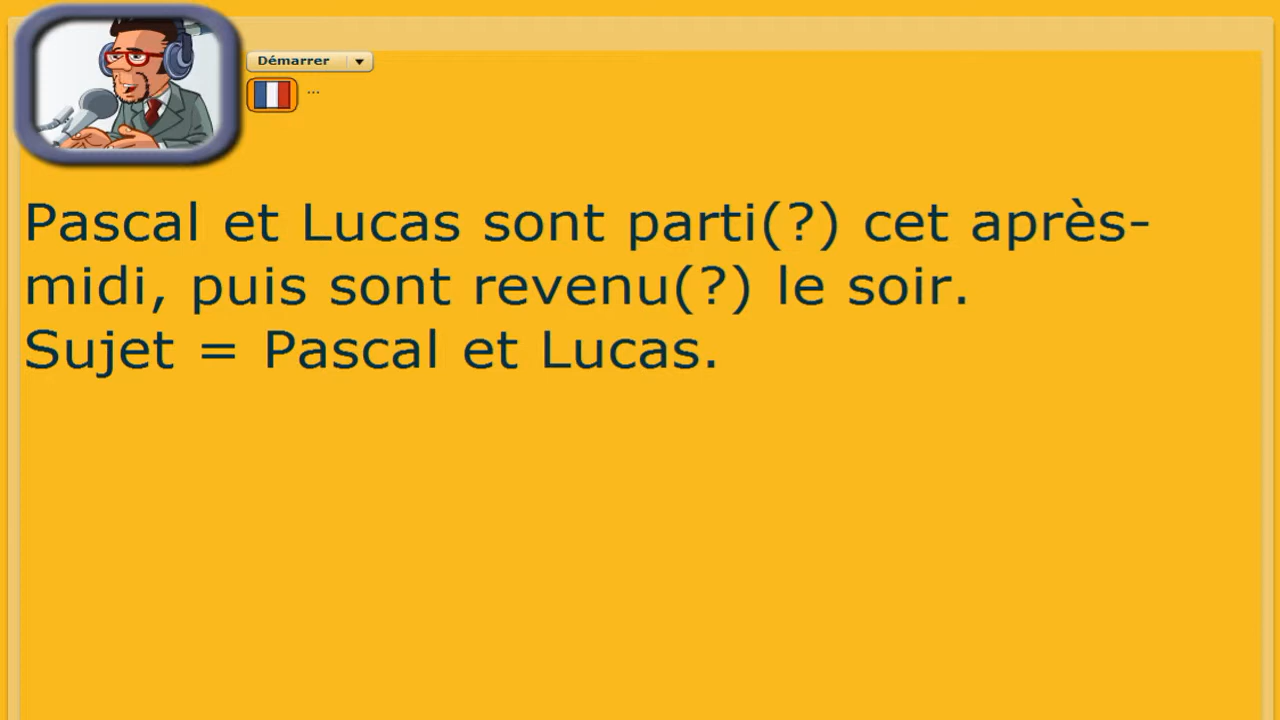 Démarrer
...
Pascal et Lucas sont parti(?) cet après-
midi, puis sont revenu(?) le soir.
Sujet = Pascal et Lucas.